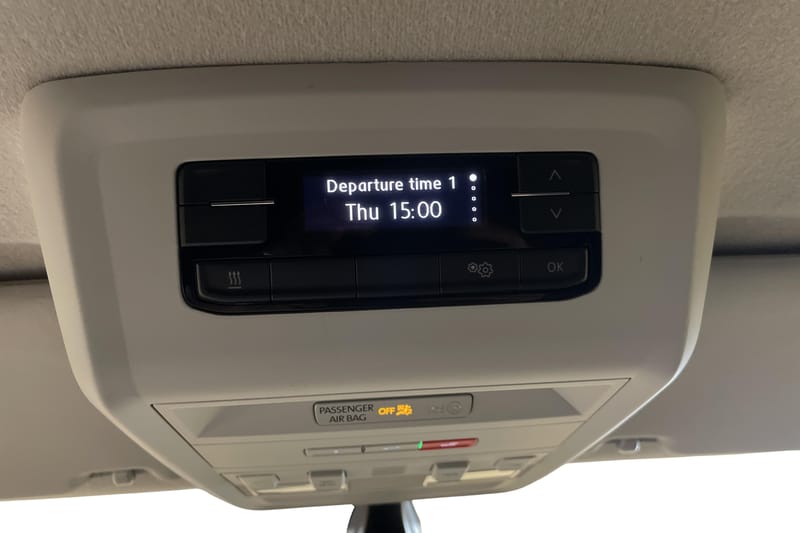 Departure time 1
Thu 15:00
OK
PASSENGER
AIR BAG
OFF